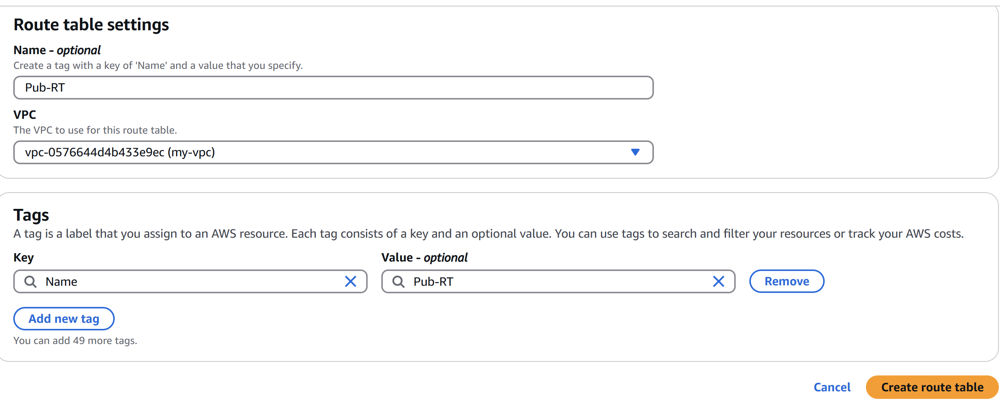 Route table settings
Name - optional
Create a tag with a key of 'Name' and a value that you specify.
Pub-RT
VPC
The VPC to use for this route table.
vpc-0576644d4b433e9ec (my-vpc)
Tags
A tag is a label that you assign to an AWS resource. Each tag consists of a key and an optional value. You can use tags to search and filter your resources or track your AWS costs.
Key Value - optional
Name Pub-RT Remove
Add new tag
You can add 49 more tags.
Cancel Create route table